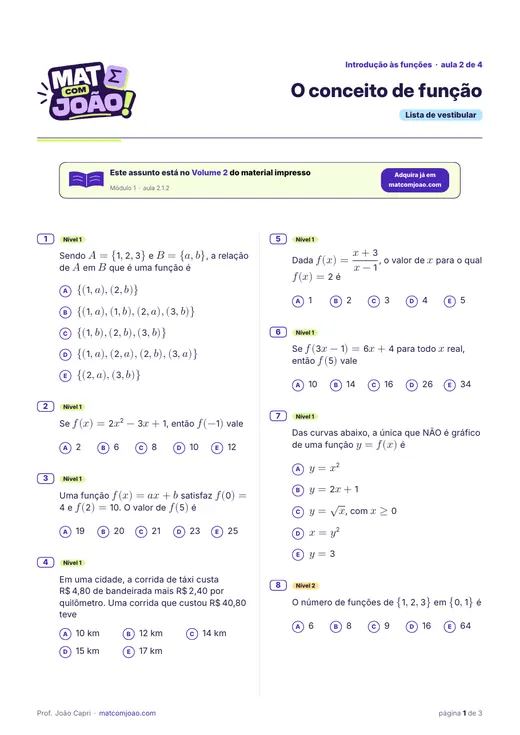 MAT
COM
JOÃO!
Introdução às funções · aula 2 de 4
O conceito de função
Lista de vestibular
Este assunto está no Volume 2 do material impresso
Módulo 1 · aula 2.1.2
Adquira já em
matcomjoao.com
1 Nível 1
Sendo A = {1, 2, 3} e B = {a, b}, a relação
de A em B que é uma função é
A {(1, a), (2, b)}
B {(1, a), (1, b), (2, a), (3, b)}
C {(1, b), (2, b), (3, b)}
D {(1, a), (2, a), (2, b), (3, a)}
E {(2, a), (3, b)}
2 Nível 1
Se f(x) = 2x² − 3x + 1, então f(−1) vale
A 2 B 6 C 8 D 10 E 12
3 Nível 1
Uma função f(x) = ax + b satisfaz f(0) =
4 e f(2) = 10. O valor de f(5) é
A 19 B 20 C 21 D 23 E 25
4 Nível 1
Em uma cidade, a corrida de táxi custa
R$ 4,80 de bandeirada mais R$ 2,40 por
quilômetro. Uma corrida que custou R$ 40,80
teve
A 10 km B 12 km C 14 km
D 15 km E 17 km
5 Nível 1
Dada f(x) = (x + 3)/(x − 1), o valor de x para o qual
f(x) = 2 é
A 1 B 2 C 3 D 4 E 5
6 Nível 1
Se f(3x − 1) = 6x + 4 para todo x real,
então f(5) vale
A 10 B 14 C 16 D 26 E 34
7 Nível 1
Das curvas abaixo, a única que NÃO é gráfico
de uma função y = f(x) é
A y = x²
B y = 2x + 1
C y = √x, com x ≥ 0
D x = y²
E y = 3
8 Nível 2
O número de funções de {1, 2, 3} em {0, 1} é
A 6 B 8 C 9 D 16 E 64
Prof. João Capri · matcomjoao.com
página 1 de 3